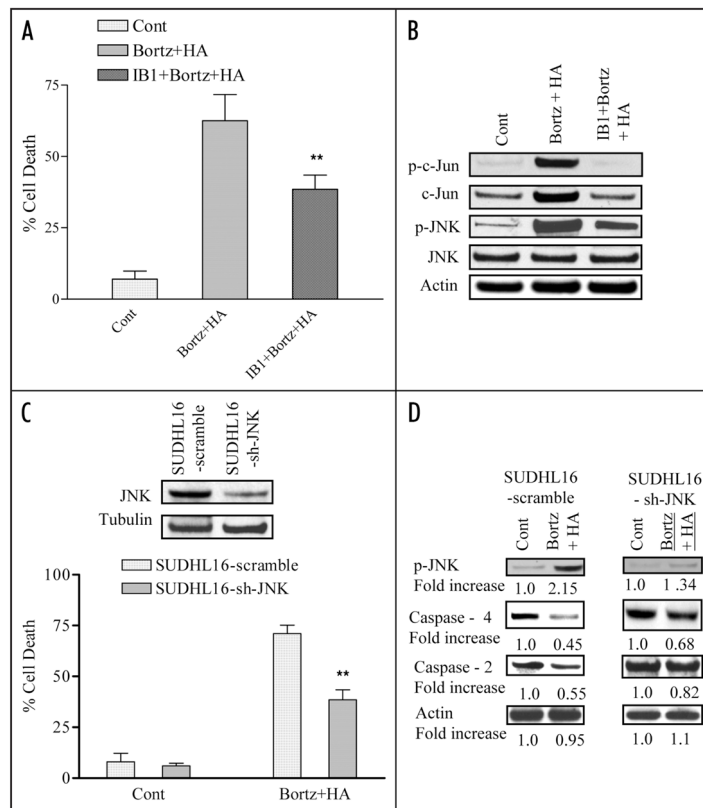 A
Cont
Bortz+HA
IB1+Bortz+HA
% Cell Death
75
50
25
0
Cont
Bortz+HA
IB1+Bortz+HA
**
B
Cont
Bortz + HA
IB1+Bortz
+ HA
p-c-Jun
c-Jun
p-JNK
JNK
Actin
C
SUDHL16
-scramble
SUDHL16
-sh-JNK
JNK
Tubulin
SUDHL16-scramble
SUDHL16-sh-JNK
% Cell Death
100
75
50
25
0
**
Cont
Bortz+HA
D
SUDHL16
-scramble
SUDHL16
- sh-JNK
Cont
Bortz
+ HA
Cont
Bortz
+HA
p-JNK
Fold increase
1.0 2.15
1.0 1 .34
Caspase - 4
Fold increase
1.0 0.45
1.0 0.68
Caspase - 2
Fold increase
1.0 0.55
1.0 0.82
Actin
Fold increase
1.0 0.95
1.0 1.1